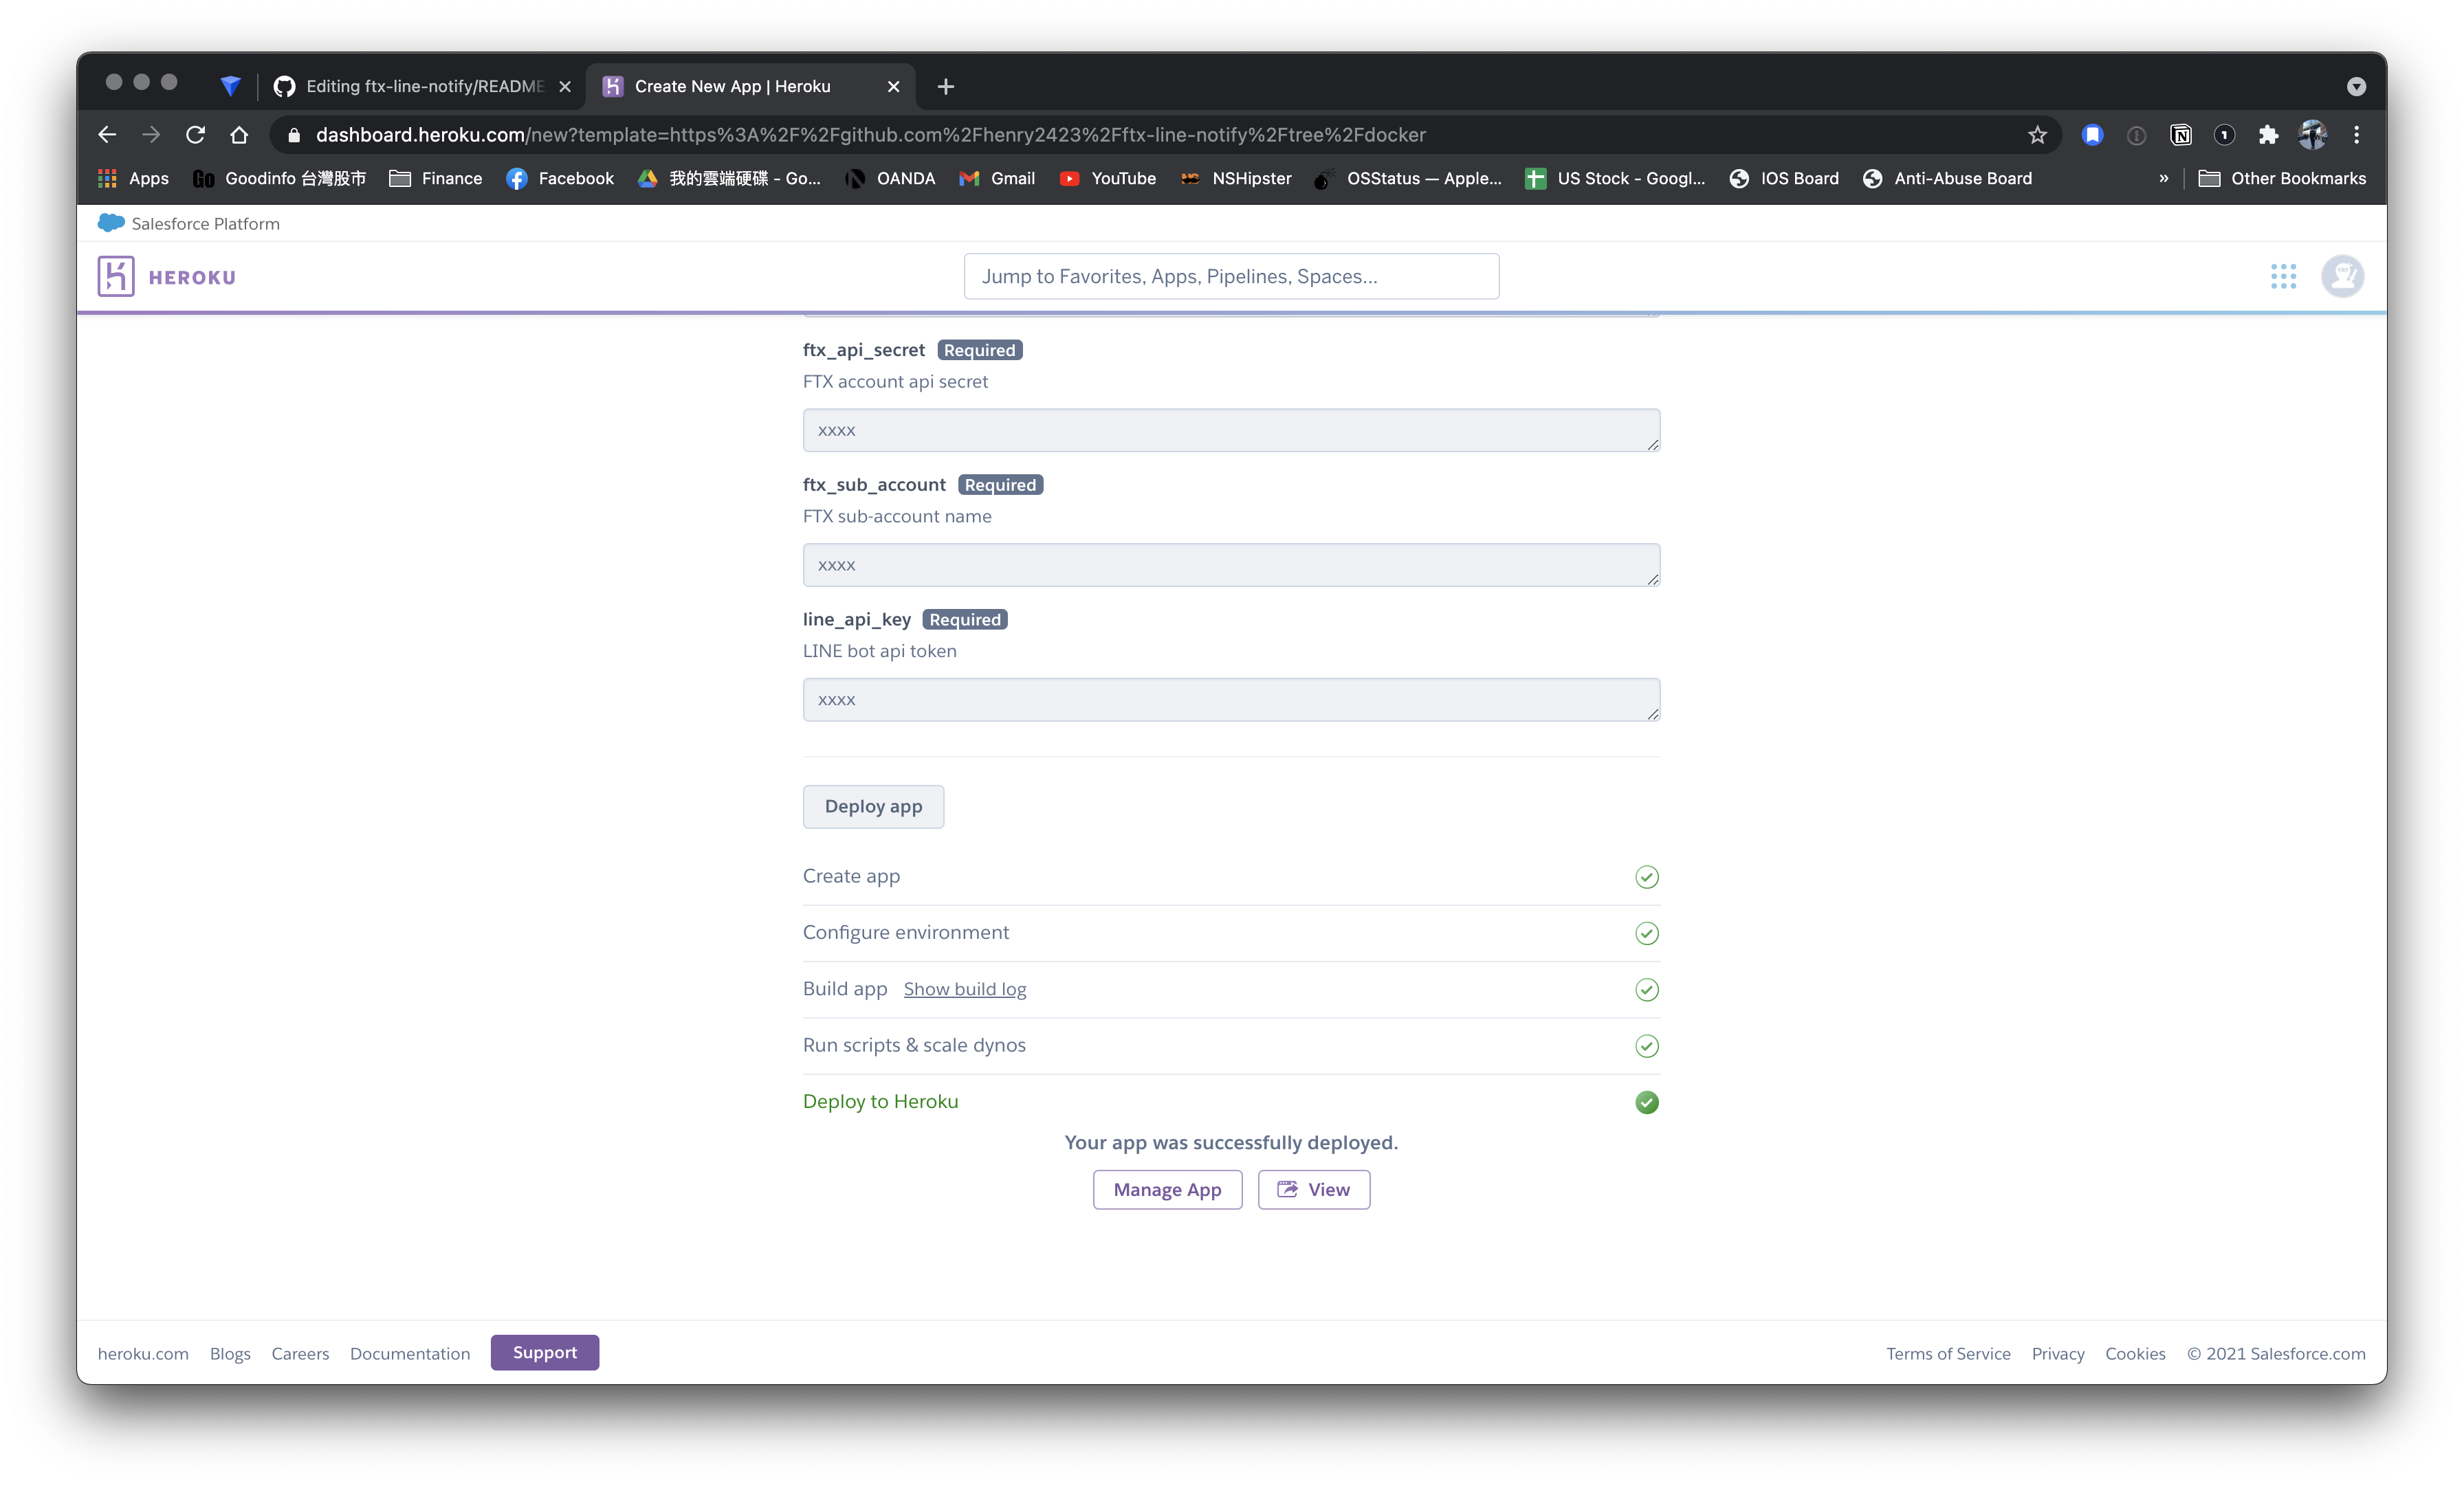 Editing ftx-line-notify/README
Create New App | Heroku
dashboard.heroku.com/new?template=https%3A%2F%2Fgithub.com%2Fhenry2423%2Fftx-line-notify%2Ftree%2Fdocker
Apps Goodinfo 台灣股市 Finance Facebook 我的雲端硬碟 - Go... OANDA Gmail YouTube NSHipster OSStatus — Apple... US Stock - Googl... IOS Board Anti-Abuse Board » Other Bookmarks
Salesforce Platform
HEROKU
Jump to Favorites, Apps, Pipelines, Spaces...
ftx_api_secret Required
FTX account api secret
xxxx
ftx_sub_account Required
FTX sub-account name
xxxx
line_api_key Required
LINE bot api token
xxxx
Deploy app
Create app
Configure environment
Build app Show build log
Run scripts & scale dynos
Deploy to Heroku
Your app was successfully deployed.
Manage App View
heroku.com Blogs Careers Documentation Support Terms of Service Privacy Cookies © 2021 Salesforce.com